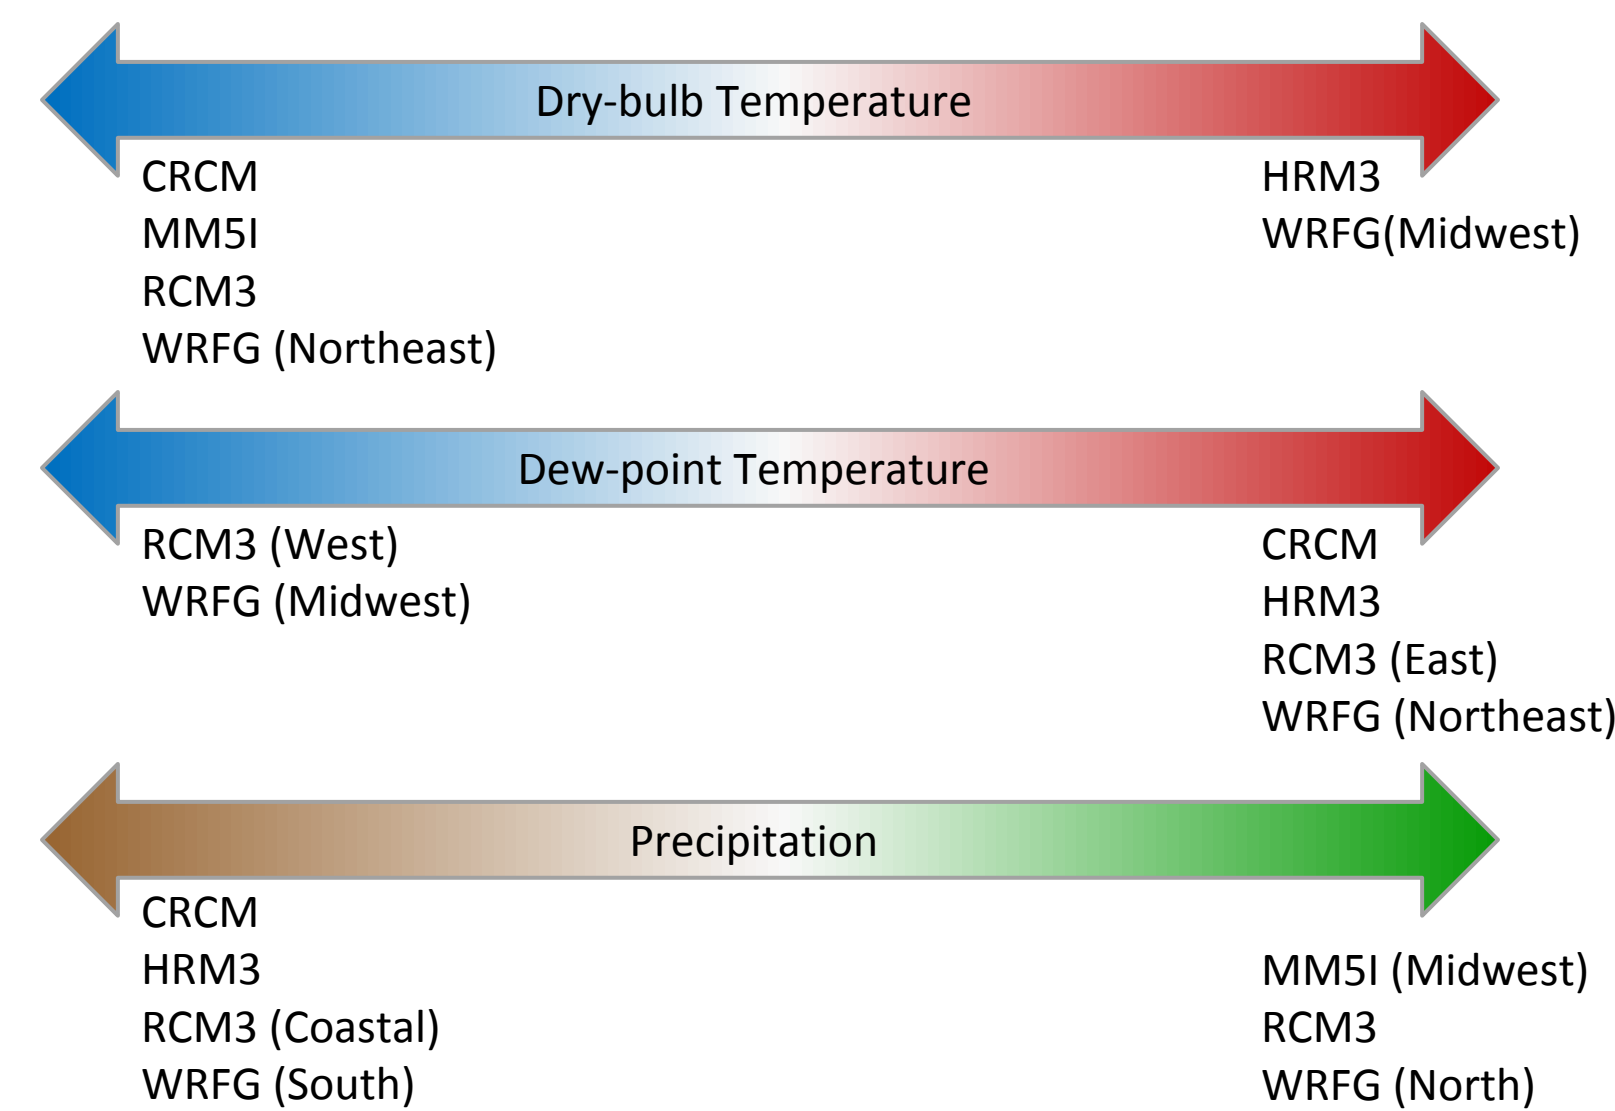 Dry-bulb Temperature
CRCM
MM5I
RCM3
WRFG (Northeast)
HRM3
WRFG(Midwest)
Dew-point Temperature
RCM3 (West)
WRFG (Midwest)
CRCM
HRM3
RCM3 (East)
WRFG (Northeast)
Precipitation
CRCM
HRM3
RCM3 (Coastal)
WRFG (South)
MM5I (Midwest)
RCM3
WRFG (North)